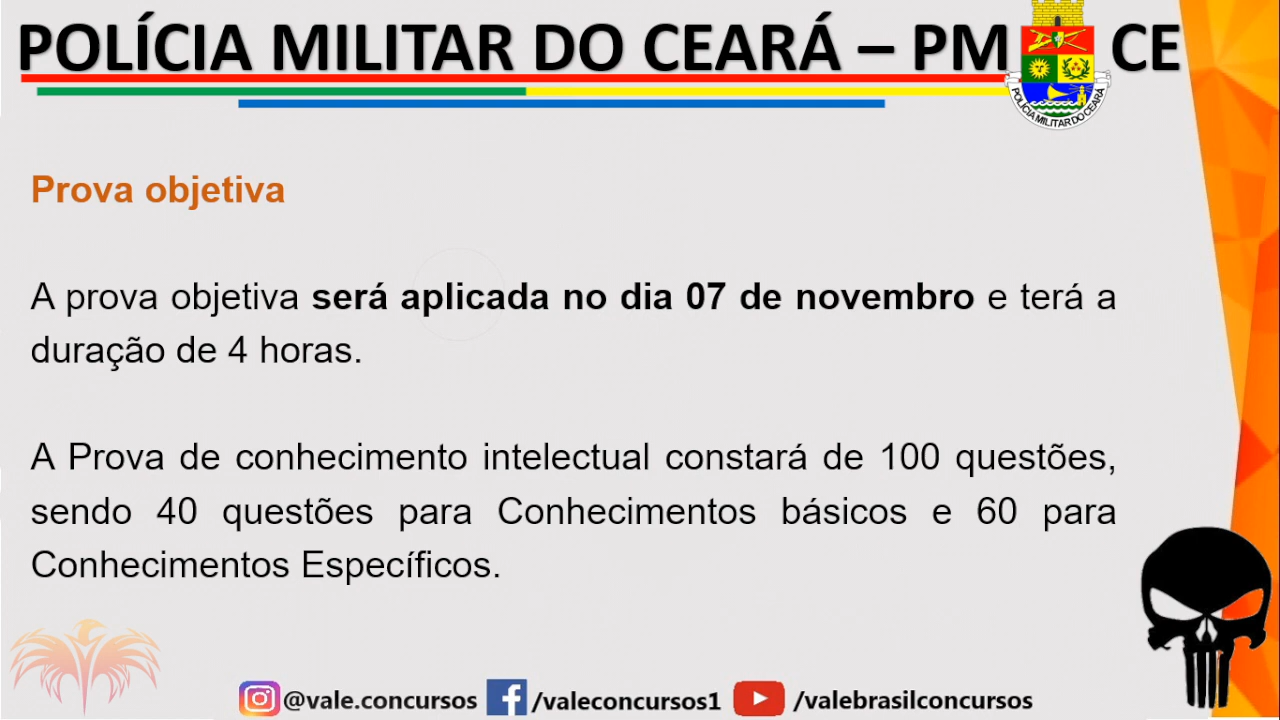 POLÍCIA MILITAR DO CEARÁ – PM CE
POLÍCIA MILITAR DO CEARÁ
Prova objetiva
A prova objetiva será aplicada no dia 07 de novembro e terá a
duração de 4 horas.
A Prova de conhecimento intelectual constará de 100 questões,
sendo 40 questões para Conhecimentos básicos e 60 para
Conhecimentos Específicos.
@vale.concursos /valeconcursos1 /valebrasilconcursos